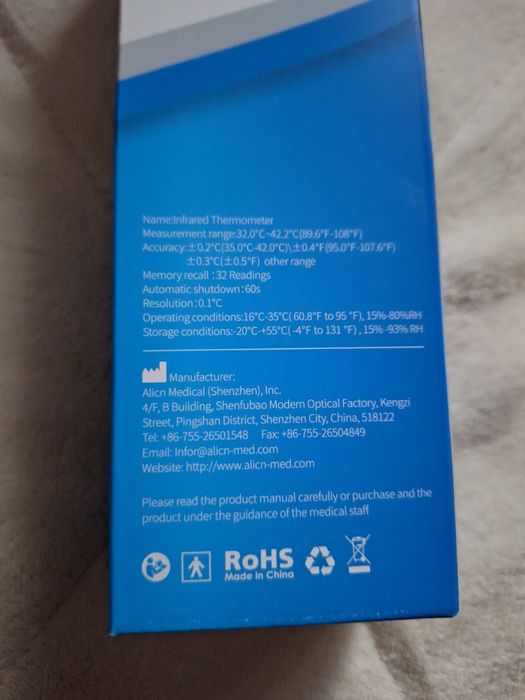 Name:Infrared Thermometer
Measurement range:32.0°C~42.2°C(89.6°F-108°F)
Accuracy:±0.2°C(35.0°C-42.0°C)\±0.4°F(95.0°F-107.6°F)
±0.3°C(±0.5°F) other range
Memory recall :32 Readings
Automatic shutdown:60s
Resolution:0.1°C
Operating conditions:16°C-35°C( 60.8°F to 95 °F), 15%-80%RH
Storage conditions:-20°C-+55°C( -4°F to 131 °F) , 15% -93% RH
Manufacturer:
Alicn Medical (Shenzhen), Inc.
4/F, B Building, Shenfubao Modern Optical Factory, Kengzi
Street, Pingshan District, Shenzhen City, China, 518122
Tel: +86-755-26501548 Fax: +86-755-26504849
Email: Infor@alicn-med.com
Website: http://www.alicn-med.com
Please read the product manual carefully or purchase and the
product under the guidance of the medical staff
RoHS
Made in China